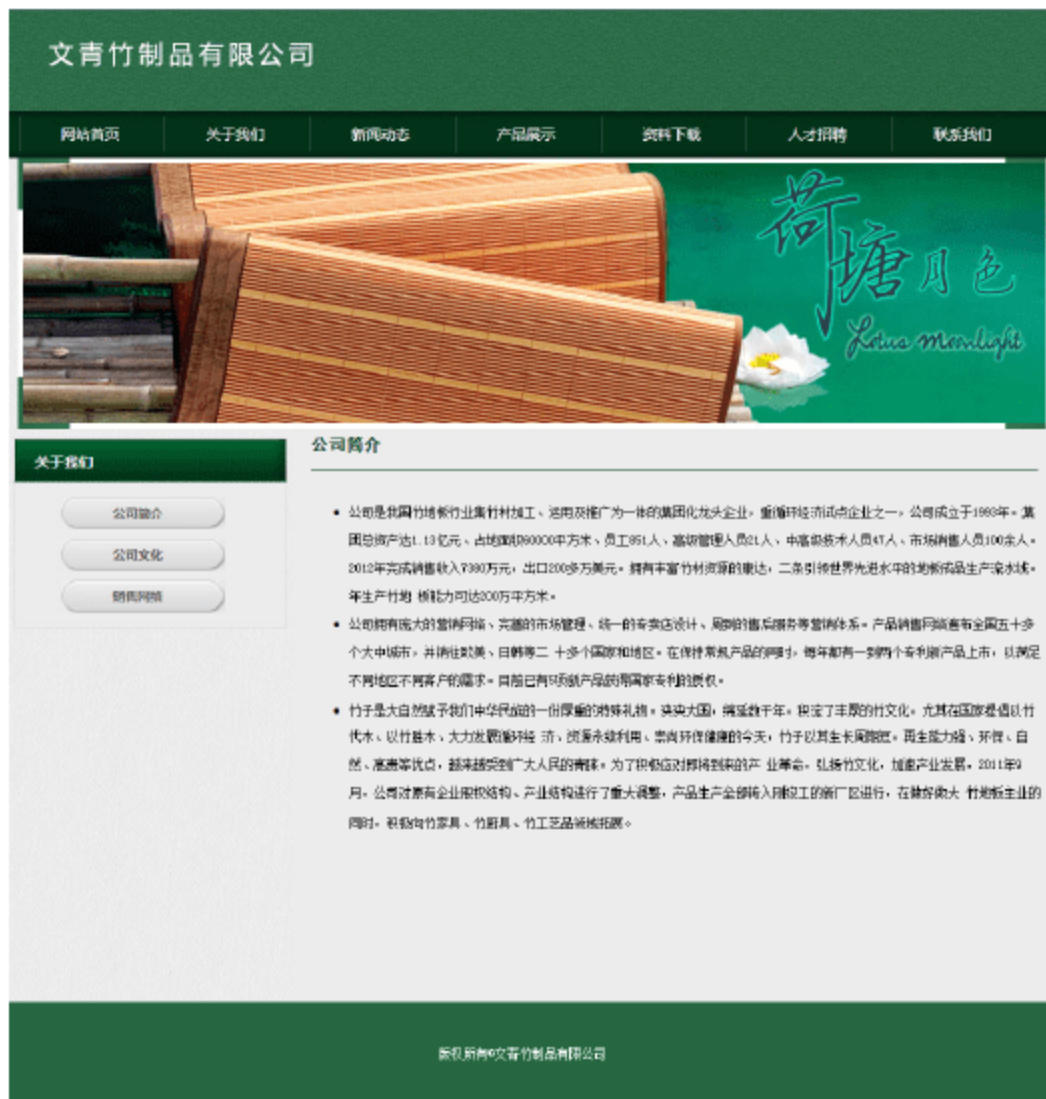 文青竹制品有限公司
网站首页 关于我们 新闻动态 产品展示 资料下载 人才招聘 联系我们
荷塘月色
Lotus Moonlight
关于我们
公司简介
公司文化
销售网络
公司简介
公司是我国竹地板行业集竹材加工、运用及推广为一体的集团化龙头企业,重循环经济试点企业之一,公司成立于1993年。集
团总资产达1.13亿元、占地面积60000平方米、员工851人、高级管理人员21人、中高级技术人员47人、市场销售人员100余人。
2012年完成销售收入7380万元,出口200多万美元。拥有丰富竹材资源的康达,二条引领世界先进水平的地板成品生产流水线。
年生产竹地 板能力可达200万平方米。
公司拥有庞大的营销网络、完善的市场管理、统一的专卖店设计、周到的售后服务等营销体系。产品销售网络遍布全国五十多
个大中城市,并销往欧美、日韩等二 十多个国家和地区。在保持常规产品的同时,每年都有一到两个专利新产品上市,以满足
不同地区不同客户的需求。目前已有5项新产品获得国家专利的授权。
竹子是大自然赋予我们中华民族的一份厚重的特殊礼物。泱泱大国,绵延数千年。积淀了丰厚的竹文化。尤其在国家提倡以竹
代木、以竹胜木、大力发展循环经 济、资源永续利用、崇尚环保健康的今天,竹子以其生长周期短。再生能力强、环保、自
然、高贵等优点,越来越受到广大人民的青睐。为了积极应对即将到来的产 业革命。弘扬竹文化,加速产业发展。2011年9
月。公司对原有企业股权结构、产业结构进行了重大调整,产品生产全部转入刚竣工的新厂区进行,在做好做大 竹地板主业的
同时。积极向竹家具、竹厨具、竹工艺品领域拓展。
版权所有©文青竹制品有限公司